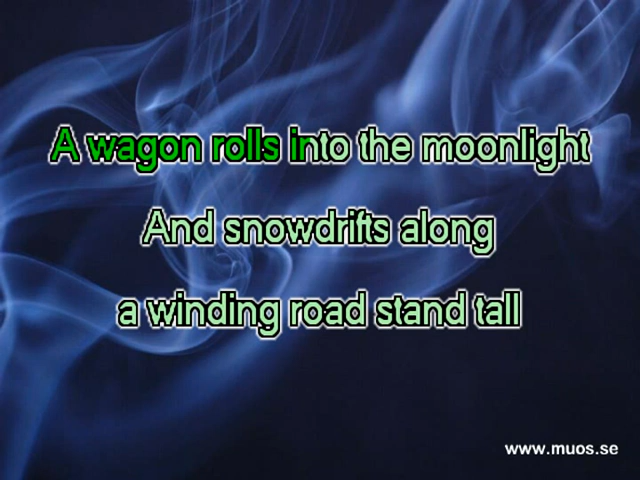 A wagon rolls into the moonlight
And snowdrifts along
a winding road stand tall
www.muos.se